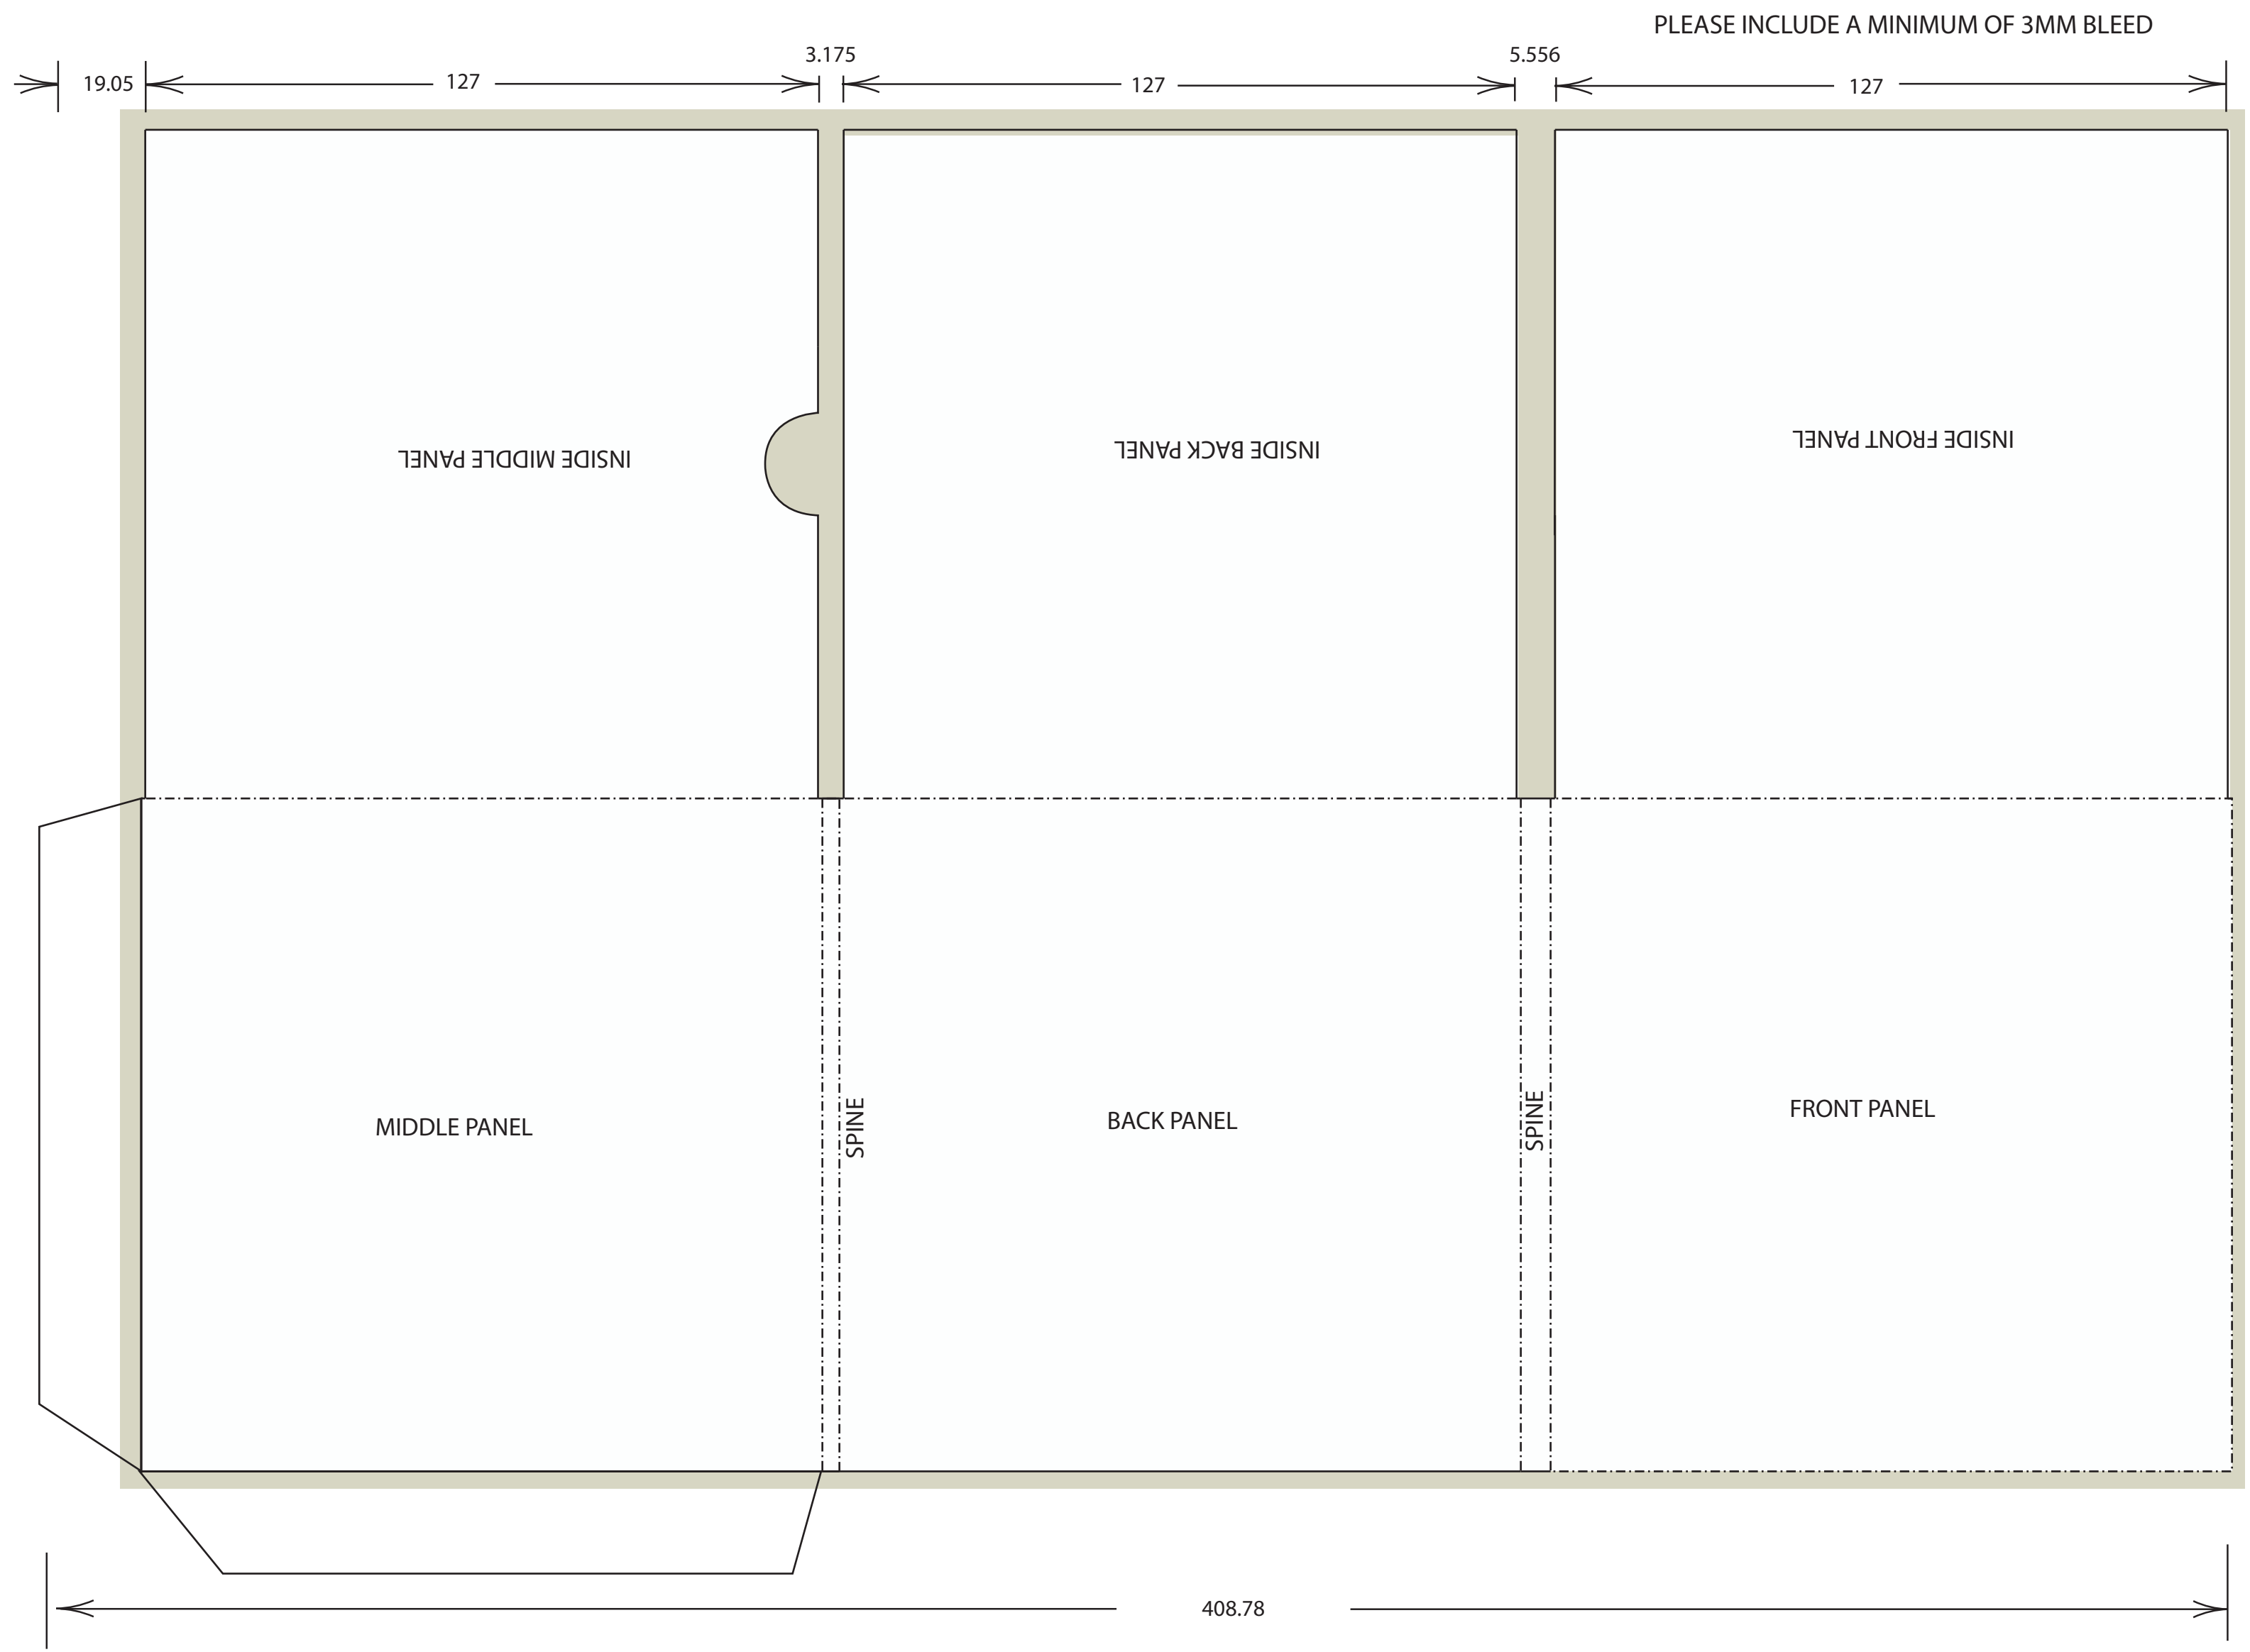 PLEASE INCLUDE A MINIMUM OF 3MM BLEED
3.175
5.556
19.05
127
127
127
INSIDE MIDDLE PANEL
INSIDE BACK PANEL
INSIDE FRONT PANEL
MIDDLE PANEL
SPINE
BACK PANEL
SPINE
FRONT PANEL
408.78